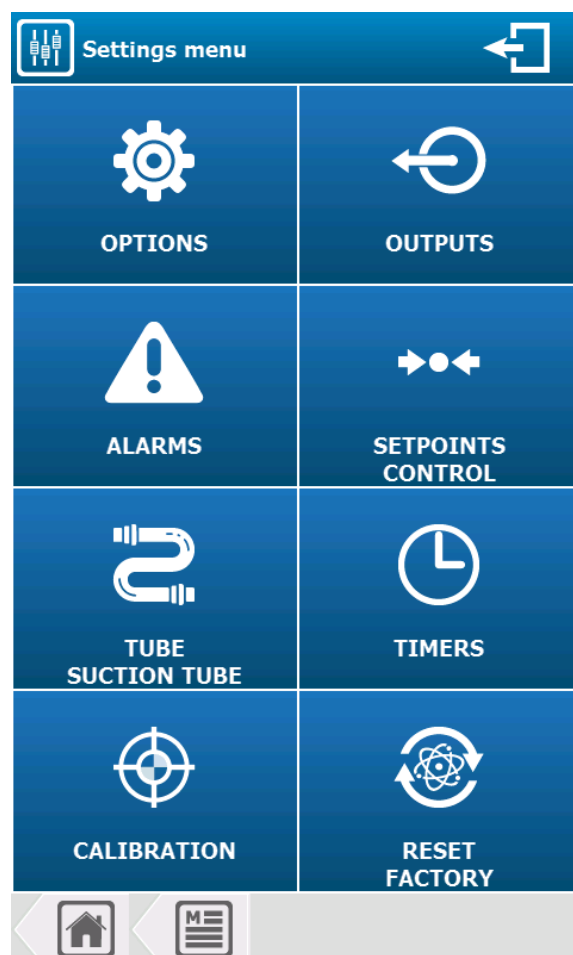 Settings menu
OPTIONS
OUTPUTS
ALARMS
SETPOINTS
CONTROL
TUBE
SUCTION TUBE
TIMERS
CALIBRATION
RESET
FACTORY
M